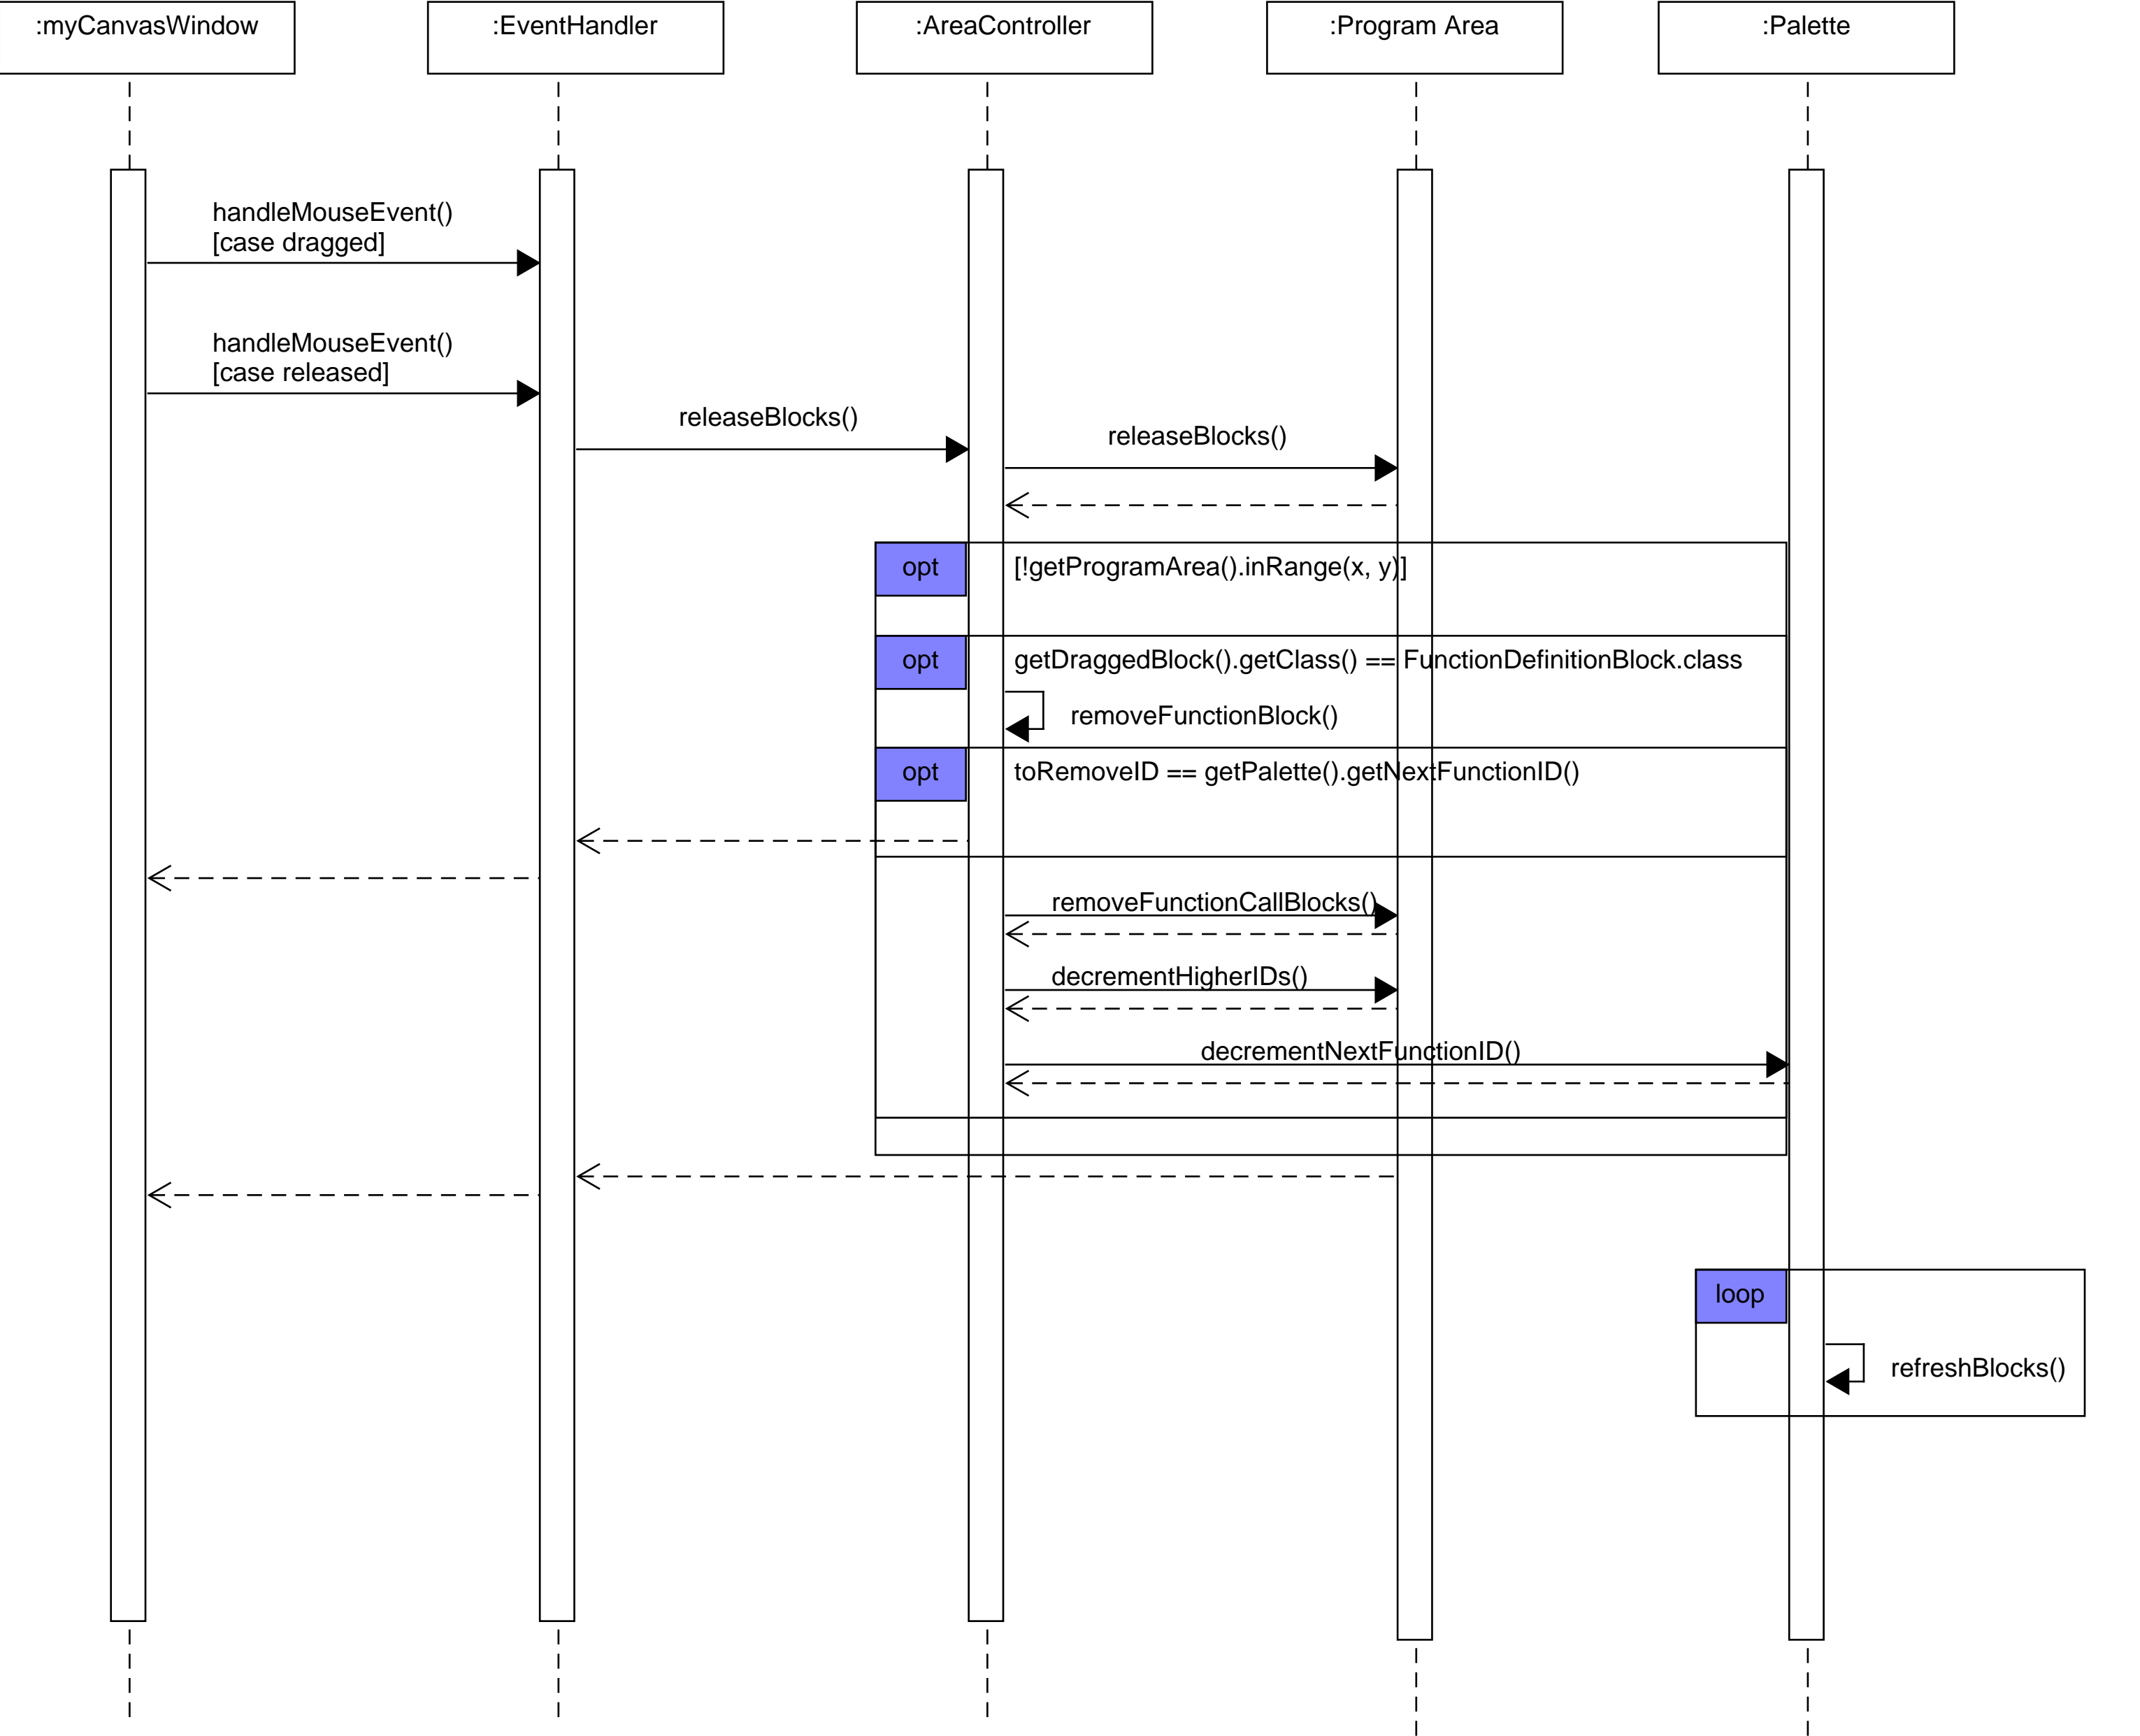 :myCanvasWindow
:EventHandler
:AreaController
:Program Area
:Palette
handleMouseEvent()
[case dragged]
handleMouseEvent()
[case released]
releaseBlocks()
releaseBlocks()
opt
[!getProgramArea().inRange(x, y)]
opt
getDraggedBlock().getClass() == FunctionDefinitionBlock.class
removeFunctionBlock()
opt
toRemoveID == getPalette().getNextFunctionID()
removeFunctionCallBlocks()
decrementHigherIDs()
decrementNextFunctionID()
loop
refreshBlocks()